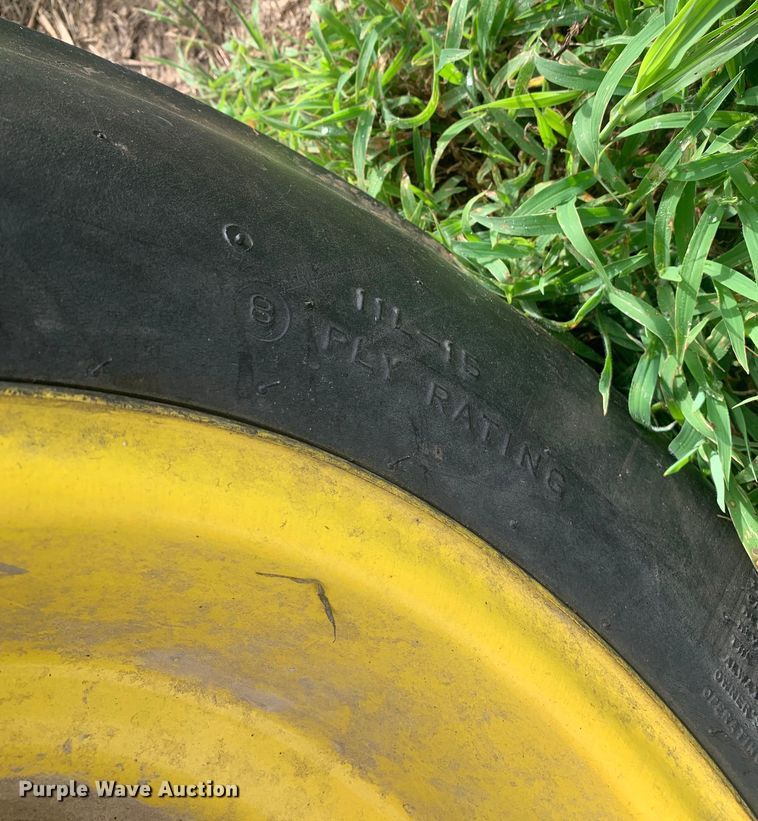 11L-15
8 PLY RATING
Purple Wave Auction